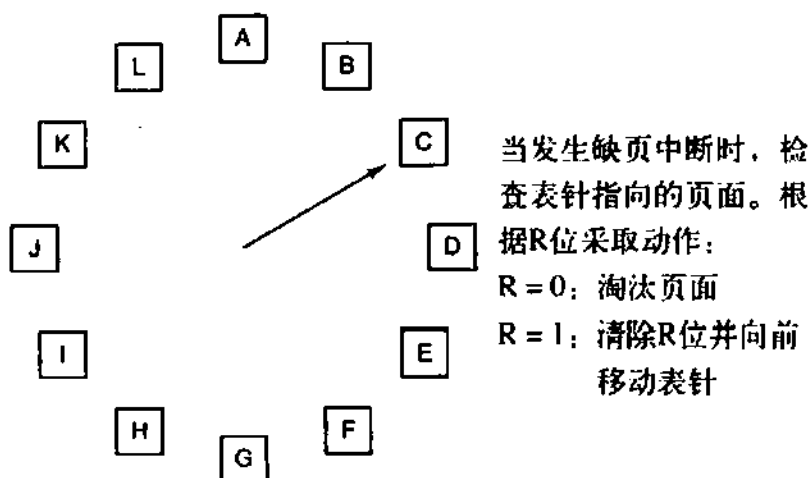 A
B
C
D
E
F
G
H
I
J
K
L
当发生缺页中断时，检
查表针指向的页面。根
据R位采取动作：
R = 0：淘汰页面
R = 1：清除R位并向前
移动表针